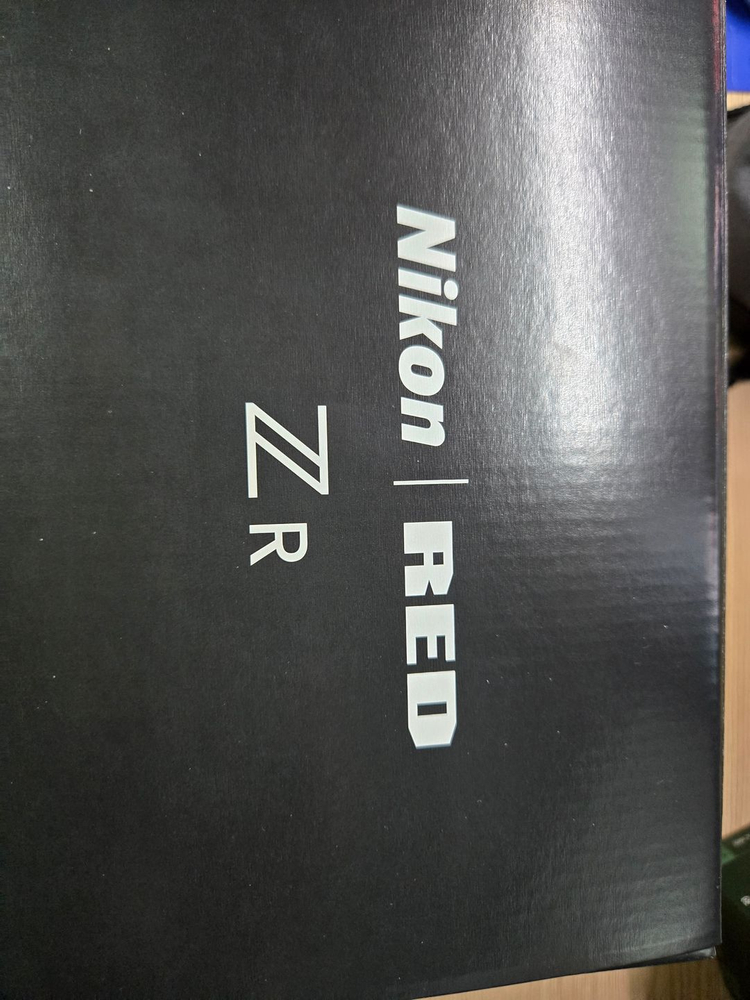 Nikon | RED
Z R